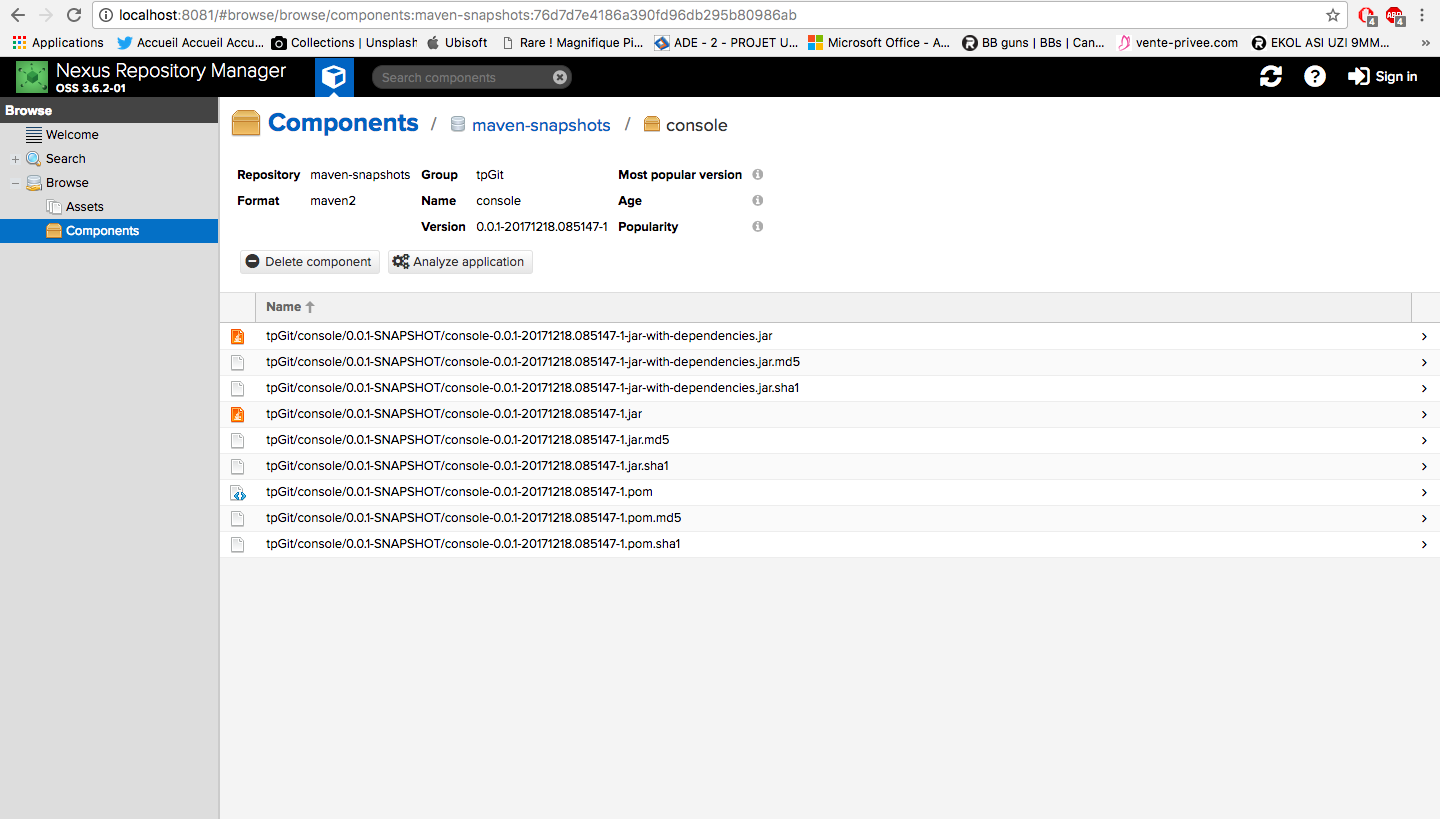 localhost:8081/#browse/browse/components:maven-snapshots:76d7d7e4186a390fd96db295b80986ab
4 ABP 4
Applications Accueil Accueil Accu... Collections | Unsplash Ubisoft Rare ! Magnifique Pi... ADE - 2 - PROJET U... Microsoft Office - A... BB guns | BBs | Can... vente-privee.com EKOL ASI UZI 9MM... »
Nexus Repository Manager
OSS 3.6.2-01
Search components
Sign in
Browse
Welcome
Search
Browse
Assets
Components
Components / maven-snapshots / console
Repository maven-snapshots Group tpGit Most popular version
Format maven2 Name console Age
Version 0.0.1-20171218.085147-1 Popularity
Delete component Analyze application
Name
tpGit/console/0.0.1-SNAPSHOT/console-0.0.1-20171218.085147-1-jar-with-dependencies.jar
tpGit/console/0.0.1-SNAPSHOT/console-0.0.1-20171218.085147-1-jar-with-dependencies.jar.md5
tpGit/console/0.0.1-SNAPSHOT/console-0.0.1-20171218.085147-1-jar-with-dependencies.jar.sha1
tpGit/console/0.0.1-SNAPSHOT/console-0.0.1-20171218.085147-1.jar
tpGit/console/0.0.1-SNAPSHOT/console-0.0.1-20171218.085147-1.jar.md5
tpGit/console/0.0.1-SNAPSHOT/console-0.0.1-20171218.085147-1.jar.sha1
tpGit/console/0.0.1-SNAPSHOT/console-0.0.1-20171218.085147-1.pom
tpGit/console/0.0.1-SNAPSHOT/console-0.0.1-20171218.085147-1.pom.md5
tpGit/console/0.0.1-SNAPSHOT/console-0.0.1-20171218.085147-1.pom.sha1